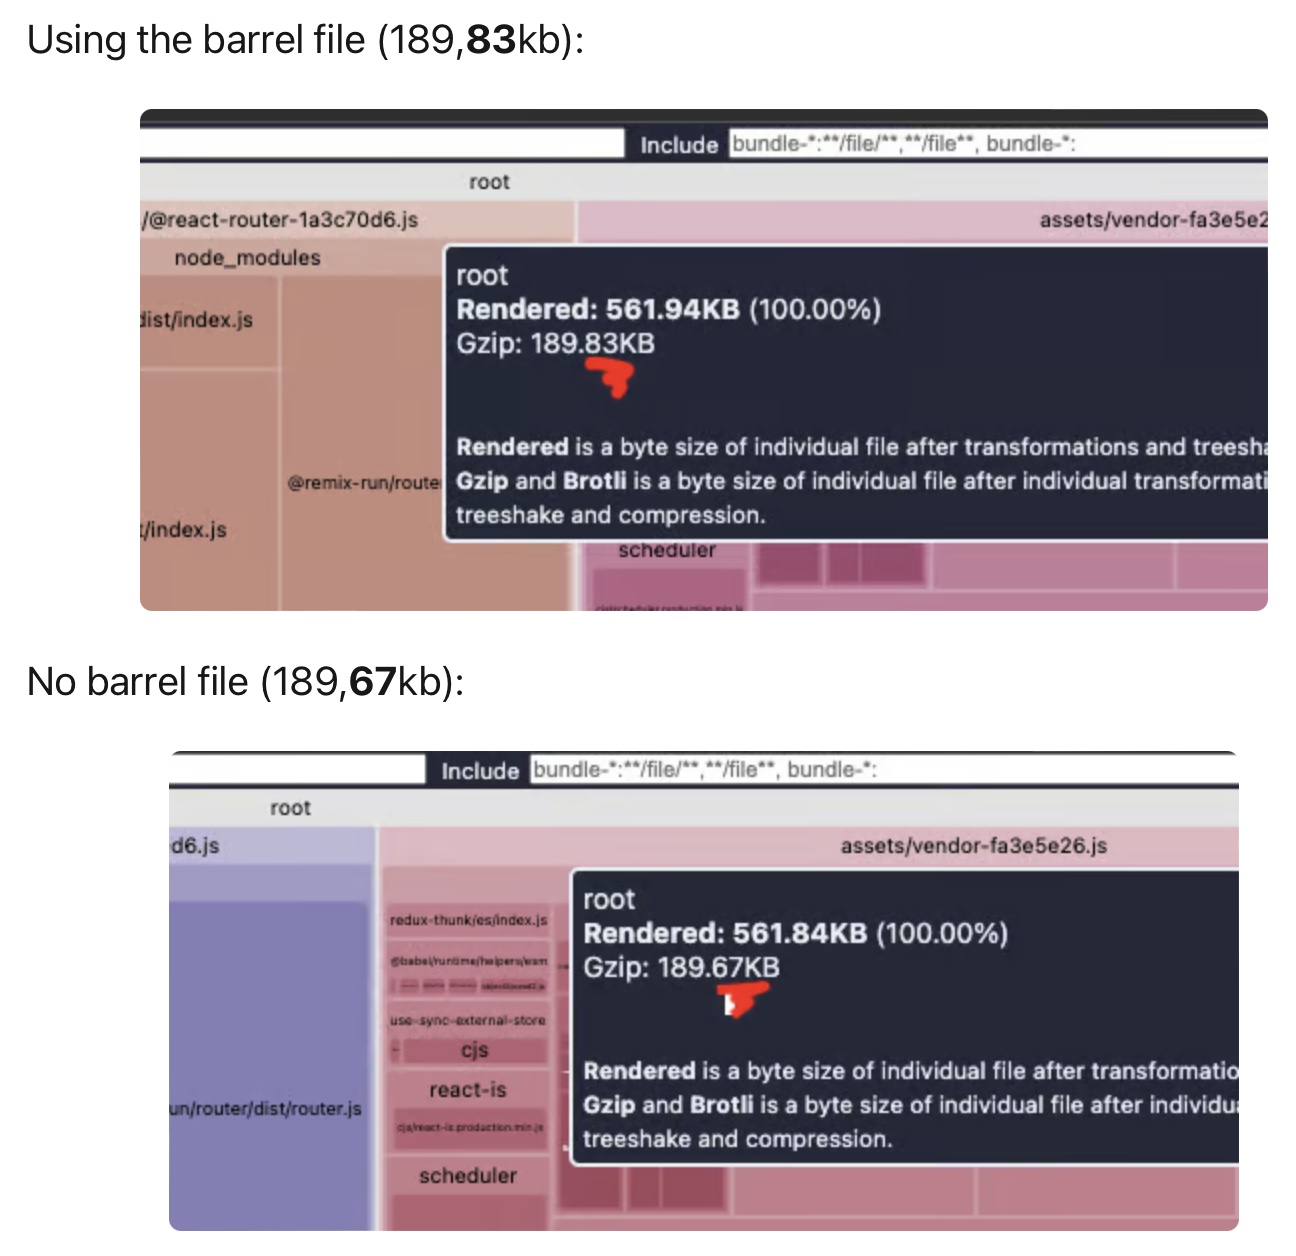 Using the barrel file (189,83kb):
Include bundle-*:**/file/**,**/file**, bundle-*:
root
/@react-router-1a3c70d6.js
assets/vendor-fa3e5e2
node_modules
dist/index.js
@remix-run/route
t/index.js
root
Rendered: 561.94KB (100.00%)
Gzip: 189.83KB
Rendered is a byte size of individual file after transformations and treesha
Gzip and Brotli is a byte size of individual file after individual transformati
treeshake and compression.
scheduler
No barrel file (189,67kb):
Include bundle-*:**/file/**,**/file**, bundle-*:
root
d6.js
assets/vendor-fa3e5e26.js
redux-thunk/es/index.js
@babel/runtime/helpers/esm
use-sync-external-store
cjs
react-is
cjs/react-is.production.min.js
scheduler
un/router/dist/router.js
root
Rendered: 561.84KB (100.00%)
Gzip: 189.67KB
Rendered is a byte size of individual file after transformatio
Gzip and Brotli is a byte size of individual file after individu
treeshake and compression.